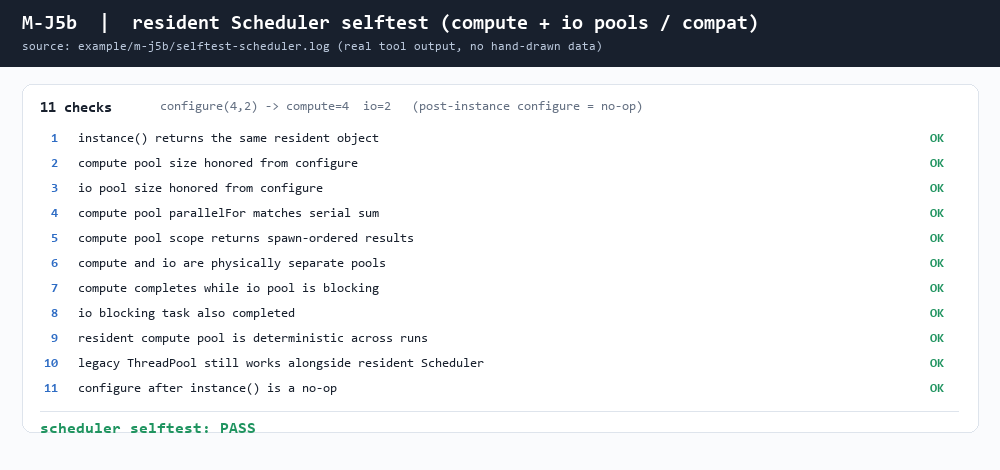 M-J5b | resident Scheduler selftest (compute + io pools / compat)
source: example/m-j5b/selftest-scheduler.log (real tool output, no hand-drawn data)
11 checks configure(4,2) -> compute=4 io=2 (post-instance configure = no-op)
1 instance() returns the same resident object OK
2 compute pool size honored from configure OK
3 io pool size honored from configure OK
4 compute pool parallelFor matches serial sum OK
5 compute pool scope returns spawn-ordered results OK
6 compute and io are physically separate pools OK
7 compute completes while io pool is blocking OK
8 io blocking task also completed OK
9 resident compute pool is deterministic across runs OK
10 legacy ThreadPool still works alongside resident Scheduler OK
11 configure after instance() is a no-op OK
scheduler selftest: PASS